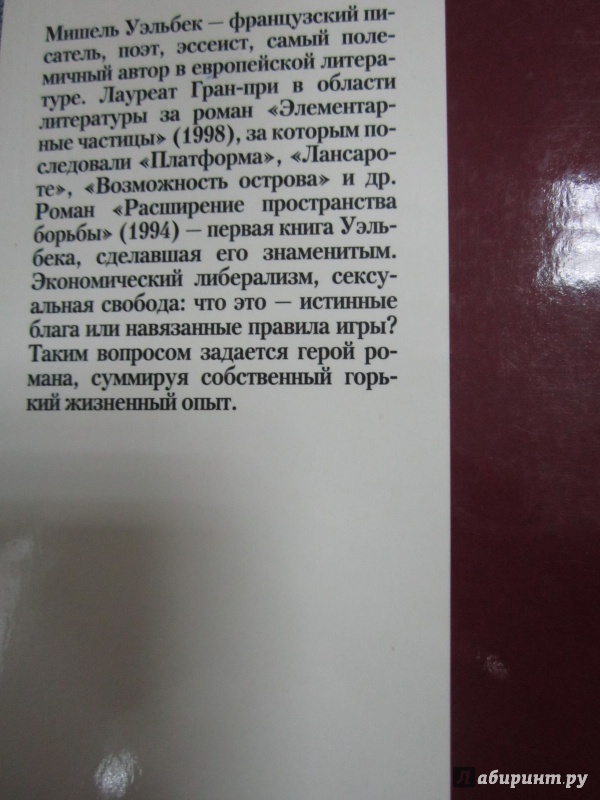 Мишель Уэльбек — французский пи-
сатель, поэт, эссеист, самый поле-
мичный автор в европейской литера-
туре. Лауреат Гран-при в области
литературы за роман «Элементар-
ные частицы» (1998), за которым по-
следовали «Платформа», «Лансаро-
те», «Возможность острова» и др.
Роман «Расширение пространства
борьбы» (1994) — первая книга Уэль-
бека, сделавшая его знаменитым.
Экономический либерализм, сексу-
альная свобода: что это — истинные
блага или навязанные правила игры?
Таким вопросом задается герой ро-
мана, суммируя собственный горь-
кий жизненный опыт.
лабиринт.ру